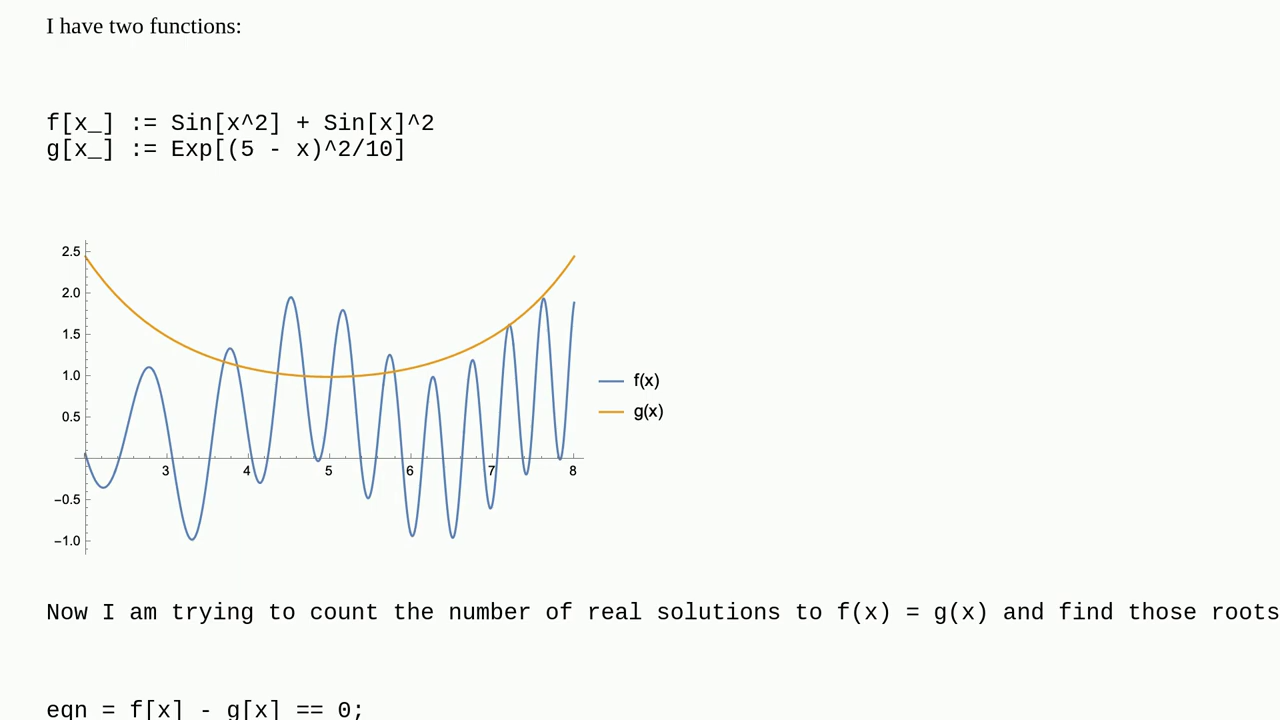 I have two functions:
f[x_] := Sin[x^2] + Sin[x]^2
g[x_] := Exp[(5 - x)^2/10]
2.5
2.0
1.5
1.0
0.5
-0.5
-1.0
3 4 5 6 7 8
f(x)
g(x)
Now I am trying to count the number of real solutions to f(x) = g(x) and find those roots
eqn = f[x] - g[x] == 0;